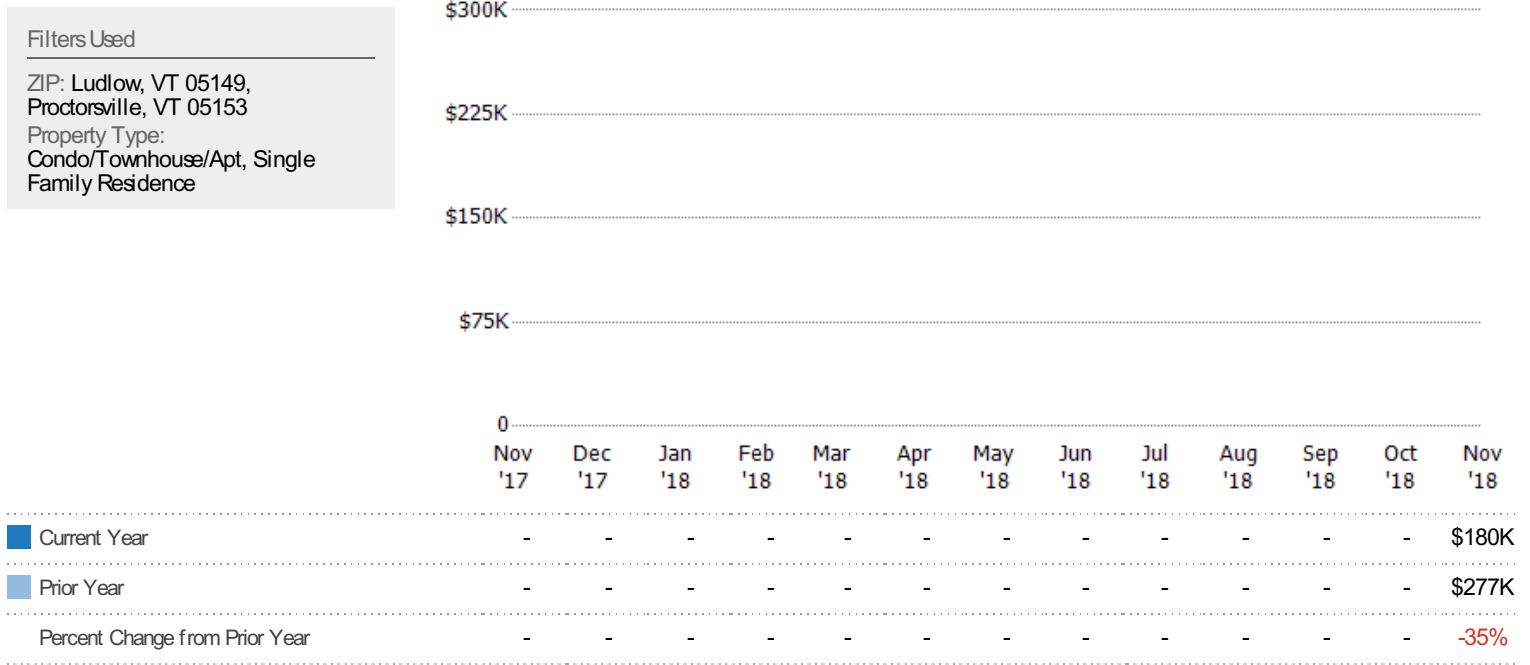 Filters Used
ZIP: Ludlow, VT 05149,
Proctorsville, VT 05153
Property Type:
Condo/Townhouse/Apt, Single
Family Residence
$300K
$225K
$150K
$75K
0
Nov Dec Jan Feb Mar Apr May Jun Jul Aug Sep Oct Nov
'17 '17 '18 '18 '18 '18 '18 '18 '18 '18 '18 '18 '18
Current Year - - - - - - - - - - - - $180K
Prior Year - - - - - - - - - - - - $277K
Percent Change from Prior Year - - - - - - - - - - - - -35%